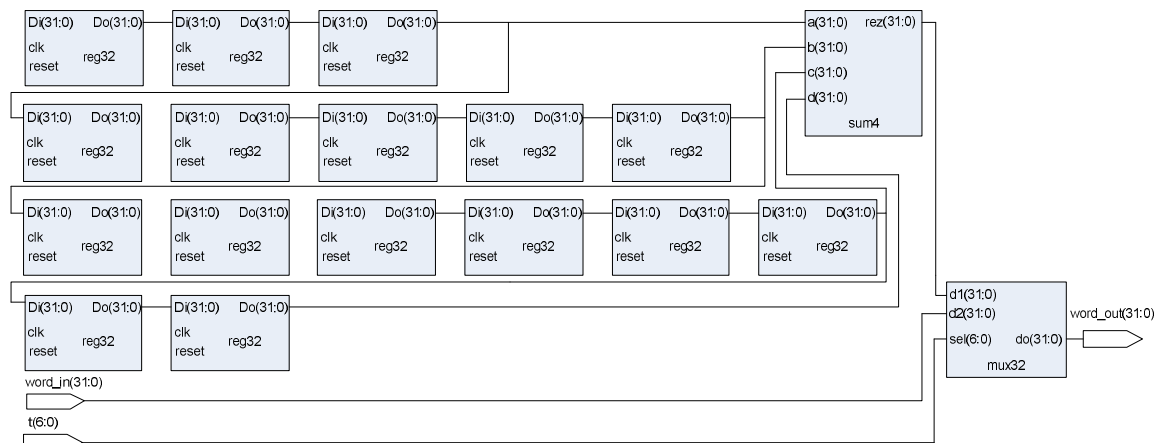 Di(31:0) Do(31:0) Di(31:0) Do(31:0) Di(31:0) Do(31:0) a(31:0) rez(31:0)
clk clk clk b(31:0)
reg32 reg32 reg32
reset reset reset c(31:0)
d(31:0)
sum4
Di(31:0) Do(31:0) Di(31:0) Do(31:0) Di(31:0) Do(31:0) Di(31:0) Do(31:0) Di(31:0) Do(31:0)
clk clk clk clk clk
reg32 reg32 reg32 reg32 reg32
reset reset reset reset reset
Di(31:0) Do(31:0) Di(31:0) Do(31:0) Di(31:0) Do(31:0) Di(31:0) Do(31:0) Di(31:0) Do(31:0) Di(31:0) Do(31:0)
clk clk clk clk clk clk
reg32 reg32 reg32 reg32 reg32 reg32
reset reset reset reset reset reset
Di(31:0) Do(31:0) Di(31:0) Do(31:0)
clk clk
reg32 reg32
reset reset
d1(31:0)
d2(31:0) word_out(31:0)
sel(6:0) do(31:0)
mux32
word_in(31:0)
t(6:0)